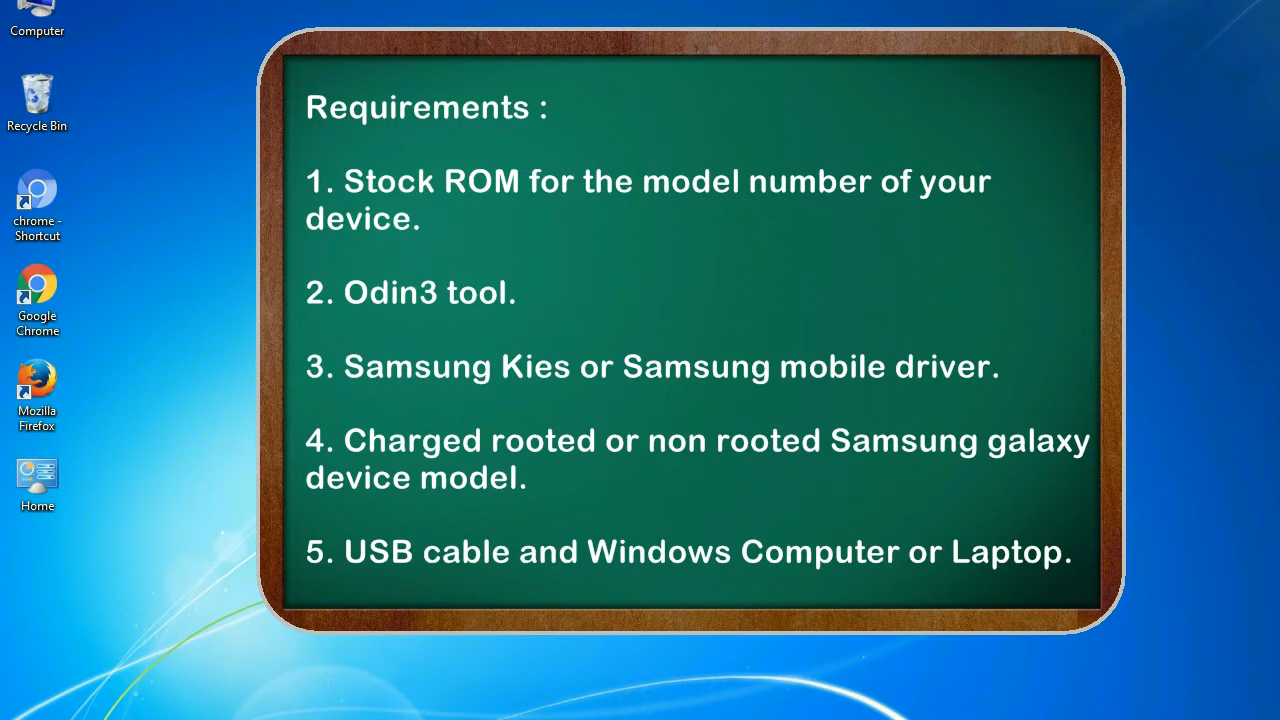 Computer
Recycle Bin
chrome -
Shortcut
Google
Chrome
Mozilla
Firefox
Home
Requirements :
1. Stock ROM for the model number of your
device.
2. Odin3 tool.
3. Samsung Kies or Samsung mobile driver.
4. Charged rooted or non rooted Samsung galaxy
device model.
5. USB cable and Windows Computer or Laptop.